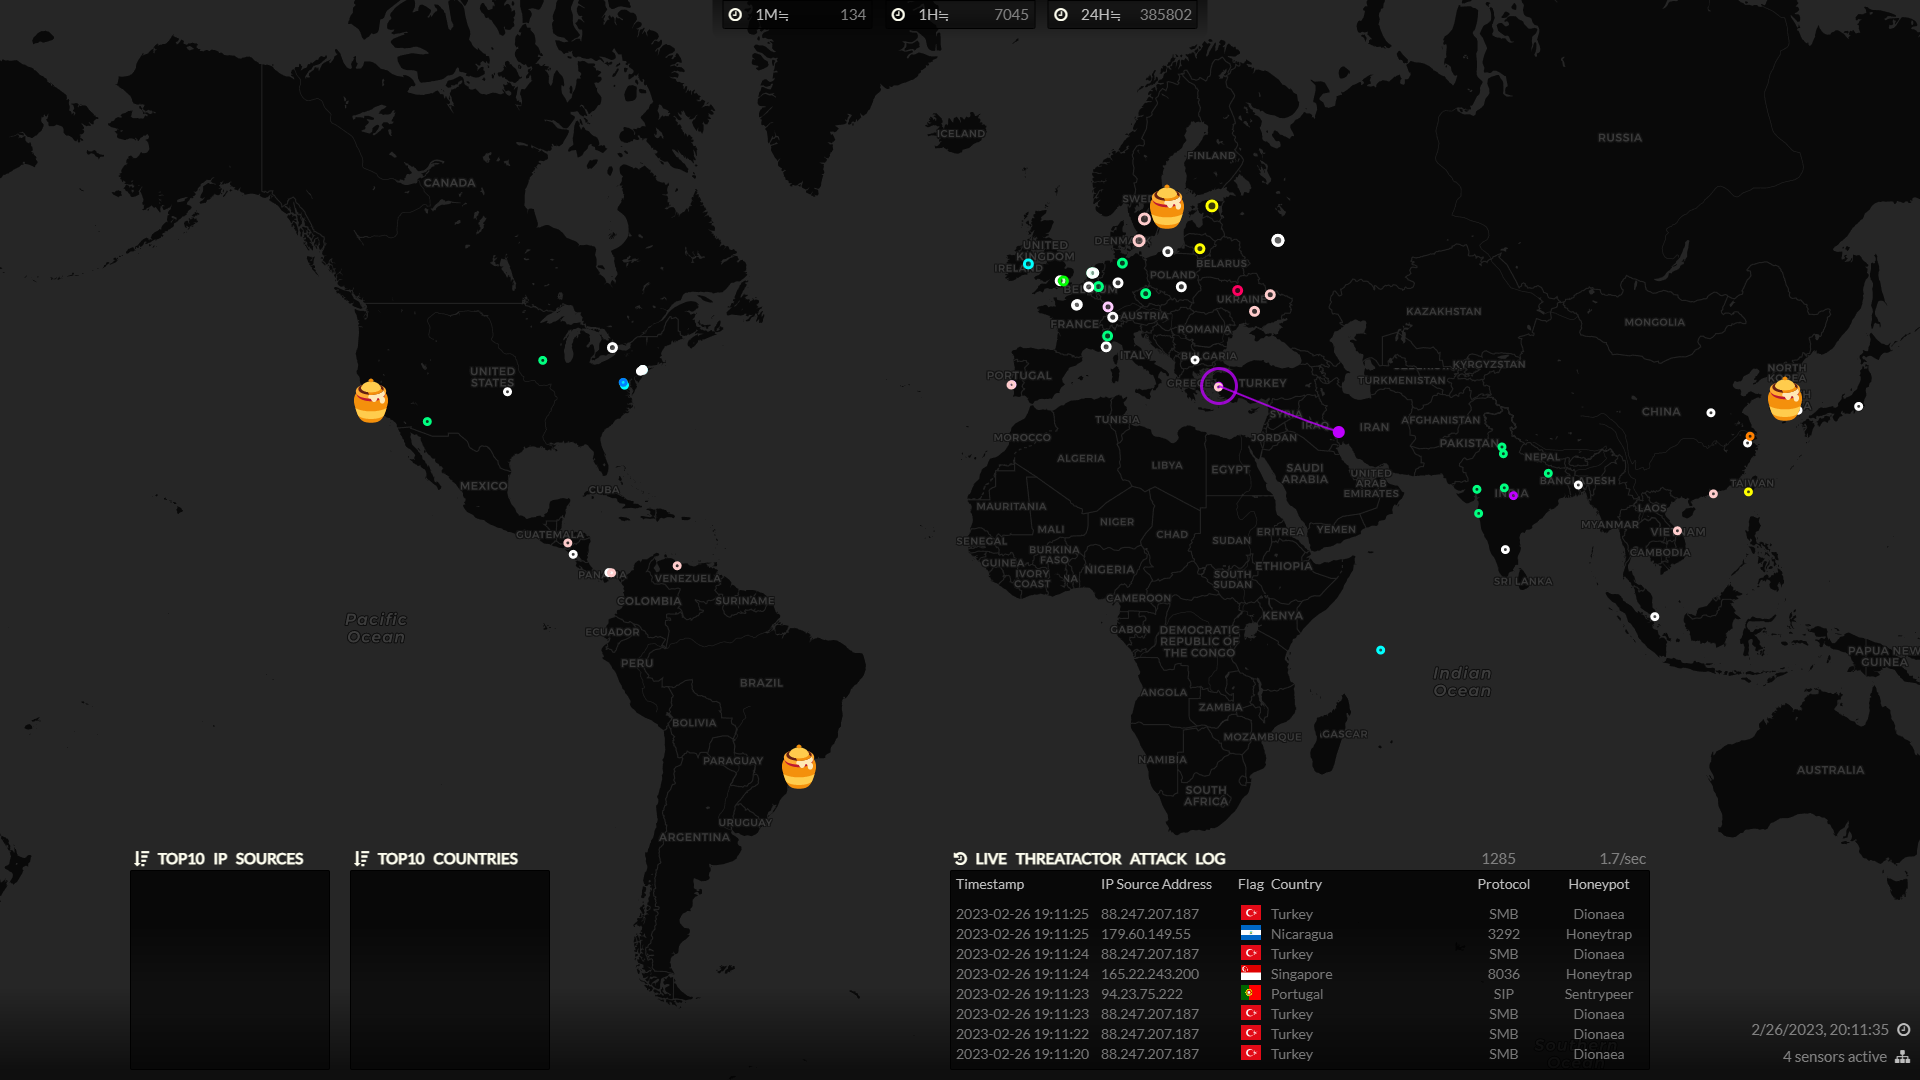 1M≒ 134 1H≒ 7045 24H≒ 385802
ICELAND
RUSSIA
FINLAND
CANADA
SWE
UNITED KINGDOM
DENMA K
IRELAND
BELARUS
POLAND
BE UM
UKRAINE
KAZAKHSTAN
AUSTRIA
FRANCE
MONGOLIA
ROMANIA
ITALY
BULGARIA
KYRGYZSTAN
UNITED STATES
PORTUGAL
GREECE
TURKEY
TURKMENISTAN
NORTH KOREA
CHINA
SYRIA
TUNISIA
IRAQ
IRAN
AFGHANISTAN
MOROCCO
JORDAN
PAKISTAN
ALGERIA
LIBYA
EGYPT
SAUDI ARABIA
NEPAL
UNITED ARAB EMIRATES
BANGLADESH
TAIWAN
MEXICO
CUBA
INDIA
MAURITANIA
LAOS
MYANMAR
MALI
NIGER
CHAD
ERITREA
YEMEN
VIETNAM
GUATEMALA
SENEGAL
SUDAN
BURKINA FASO
CAMBODIA
GUINEA
IVORY COAST
NA
NIGERIA
ETHIOPIA
SOUTH SUDAN
PANAMA
VENEZUELA
SRI LANKA
COLOMBIA
SURINAME
CAMEROON
KENYA
Pacific Ocean
ECUADOR
GABON
DEMOCRATIC REPUBLIC OF THE CONGO
PERU
PAPUA NEW GUINEA
BRAZIL
Indian Ocean
ANGOLA
ZAMBIA
BOLIVIA
MOZAMBIQUE
GASCAR
PARAGUAY
NAMIBIA
AUSTRALIA
SOUTH AFRICA
URUGUAY
ARGENTINA
TOP10 IP SOURCES
TOP10 COUNTRIES
LIVE THREATACTOR ATTACK LOG 1285 1.7/sec
Timestamp IP Source Address Flag Country Protocol Honeypot
2023-02-26 19:11:25 88.247.207.187 Turkey SMB Dionaea
2023-02-26 19:11:25 179.60.149.55 Nicaragua 3292 Honeytrap
2023-02-26 19:11:24 88.247.207.187 Turkey SMB Dionaea
2023-02-26 19:11:24 165.22.243.200 Singapore 8036 Honeytrap
2023-02-26 19:11:23 94.23.75.222 Portugal SIP Sentrypeer
2023-02-26 19:11:23 88.247.207.187 Turkey SMB Dionaea
2023-02-26 19:11:22 88.247.207.187 Turkey SMB Dionaea
2023-02-26 19:11:20 88.247.207.187 Turkey SMB Dionaea
Southern Ocean
2/26/2023, 20:11:35
4 sensors active